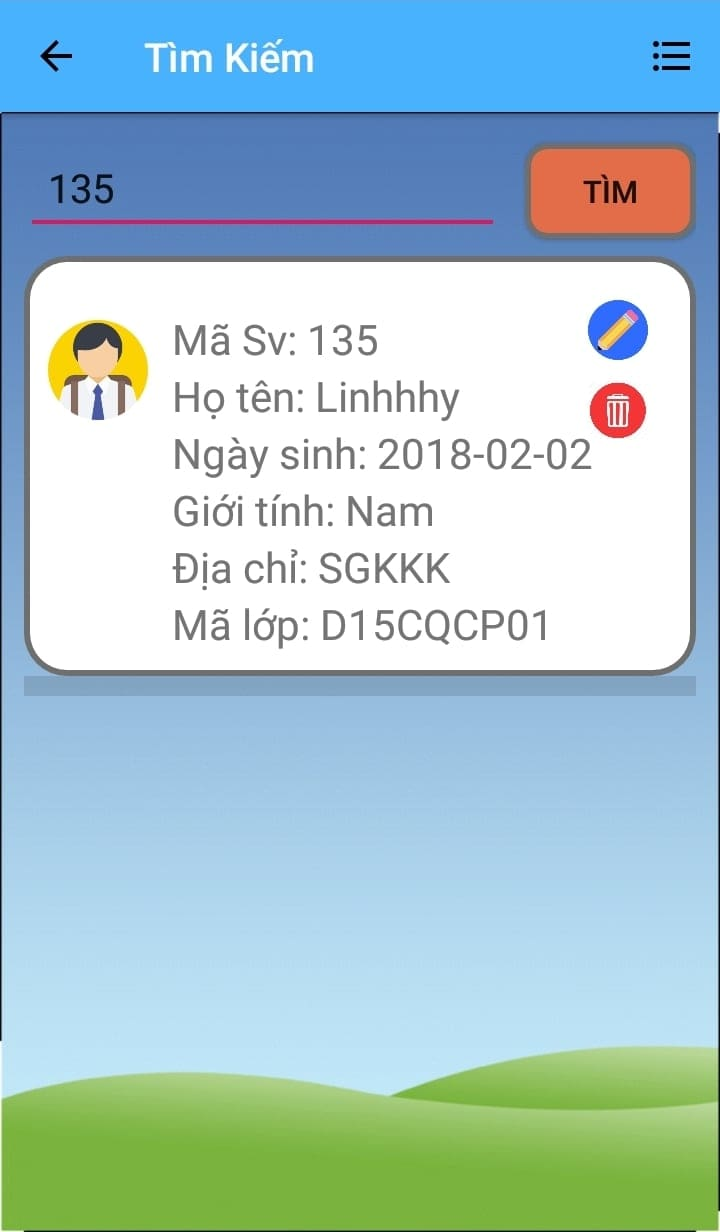 Tìm Kiếm
135
TÌM
Mã Sv: 135
Họ tên: Linhhhy
Ngày sinh: 2018-02-02
Giới tính: Nam
Địa chỉ: SGKKK
Mã lớp: D15CQCP01